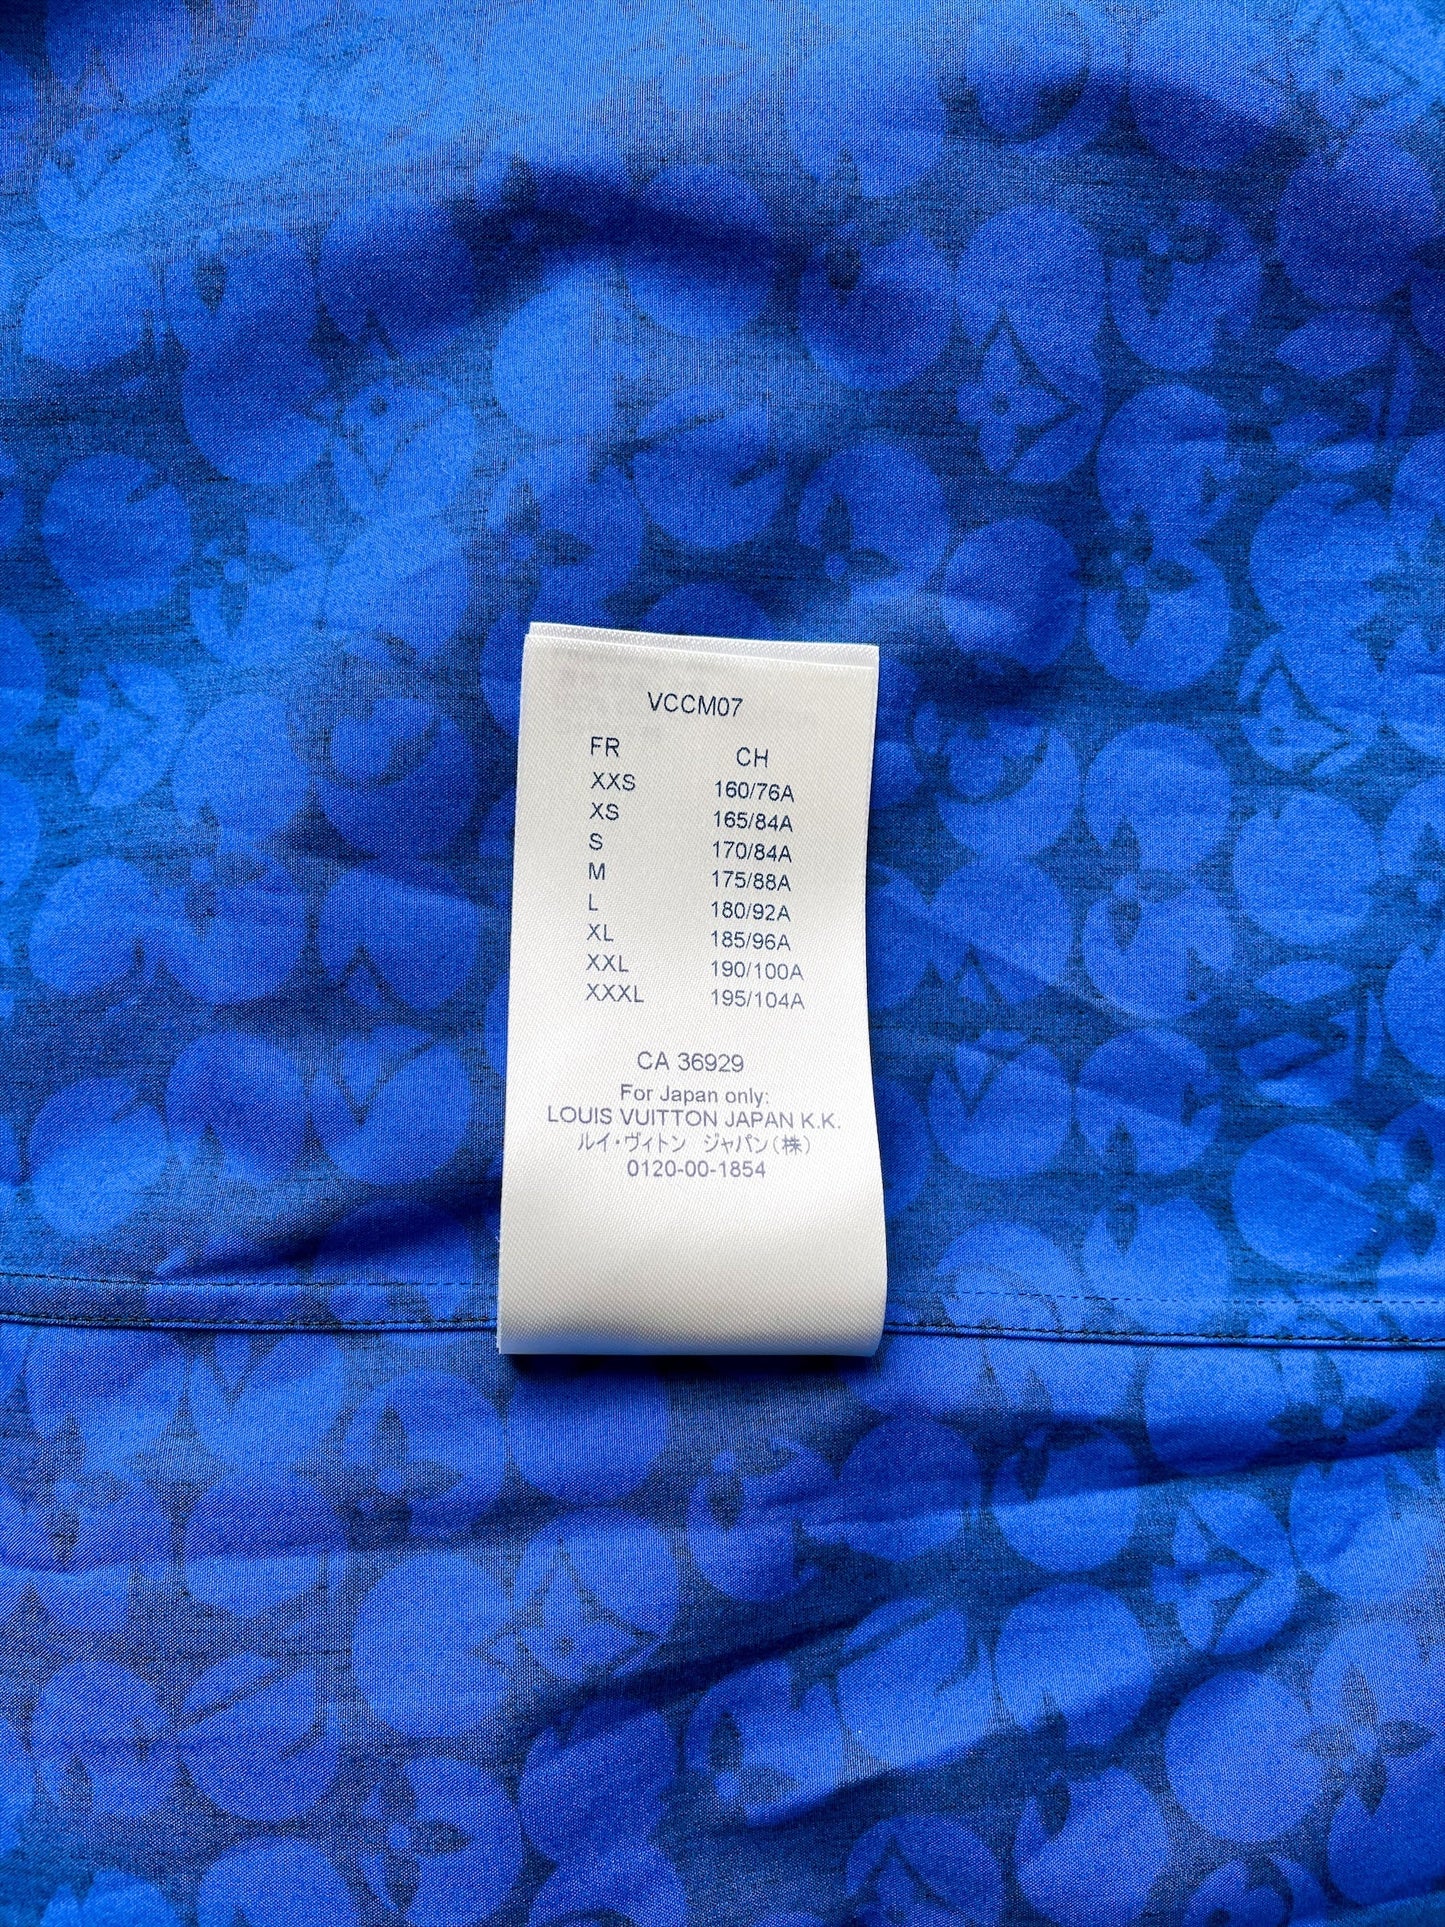 VCCM07
FR CH
XXS 160/76A
XS 165/84A
S 170/84A
M 175/88A
L 180/92A
XL 185/96A
XXL 190/100A
XXXL 195/104A
CA 36929
For Japan only:
LOUIS VUITTON JAPAN K.K.
ルイ・ヴィトン ジャパン(株)
0120-00-1854